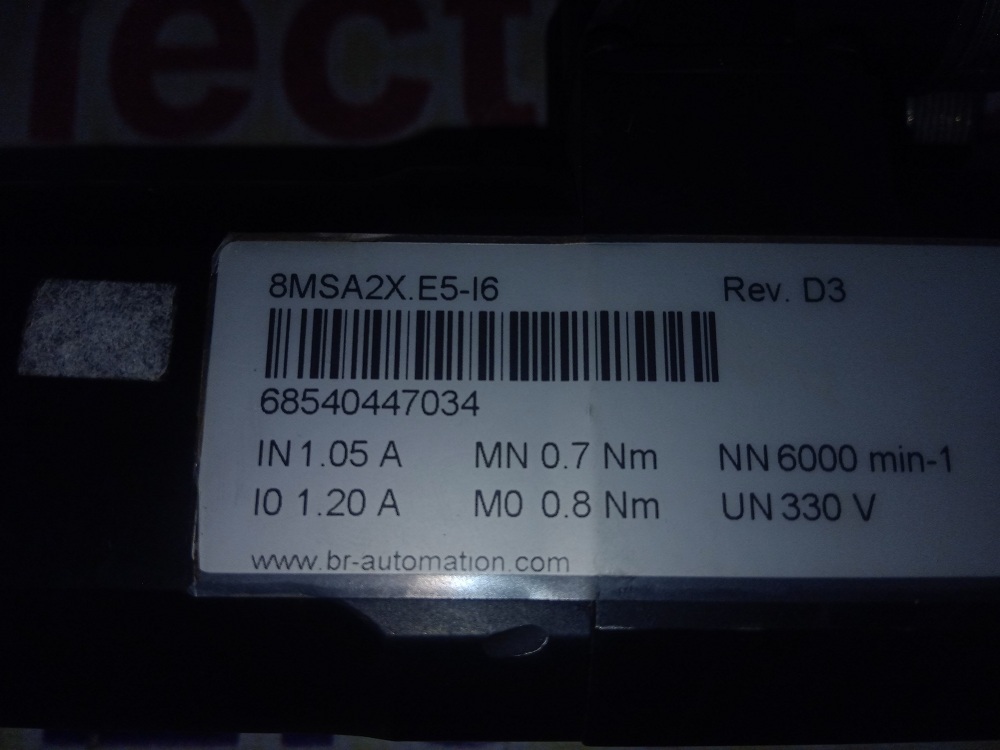 lect
8MSA2X.E5-I6 Rev. D3
68540447034
IN 1.05 A MN 0.7 Nm NN 6000 min-1
I0 1.20 A M0 0.8 Nm UN 330 V
www.br-automation.com